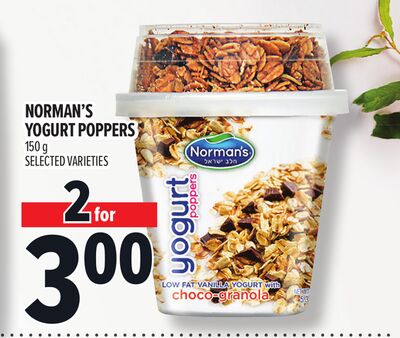 NORMAN'S
YOGURT POPPERS
150 g
SELECTED VARIETIES
2 for
3.00
Norman's
חלב ישראל
yogurt
poppers
LOW FAT VANILLA YOGURT with
choco-granola